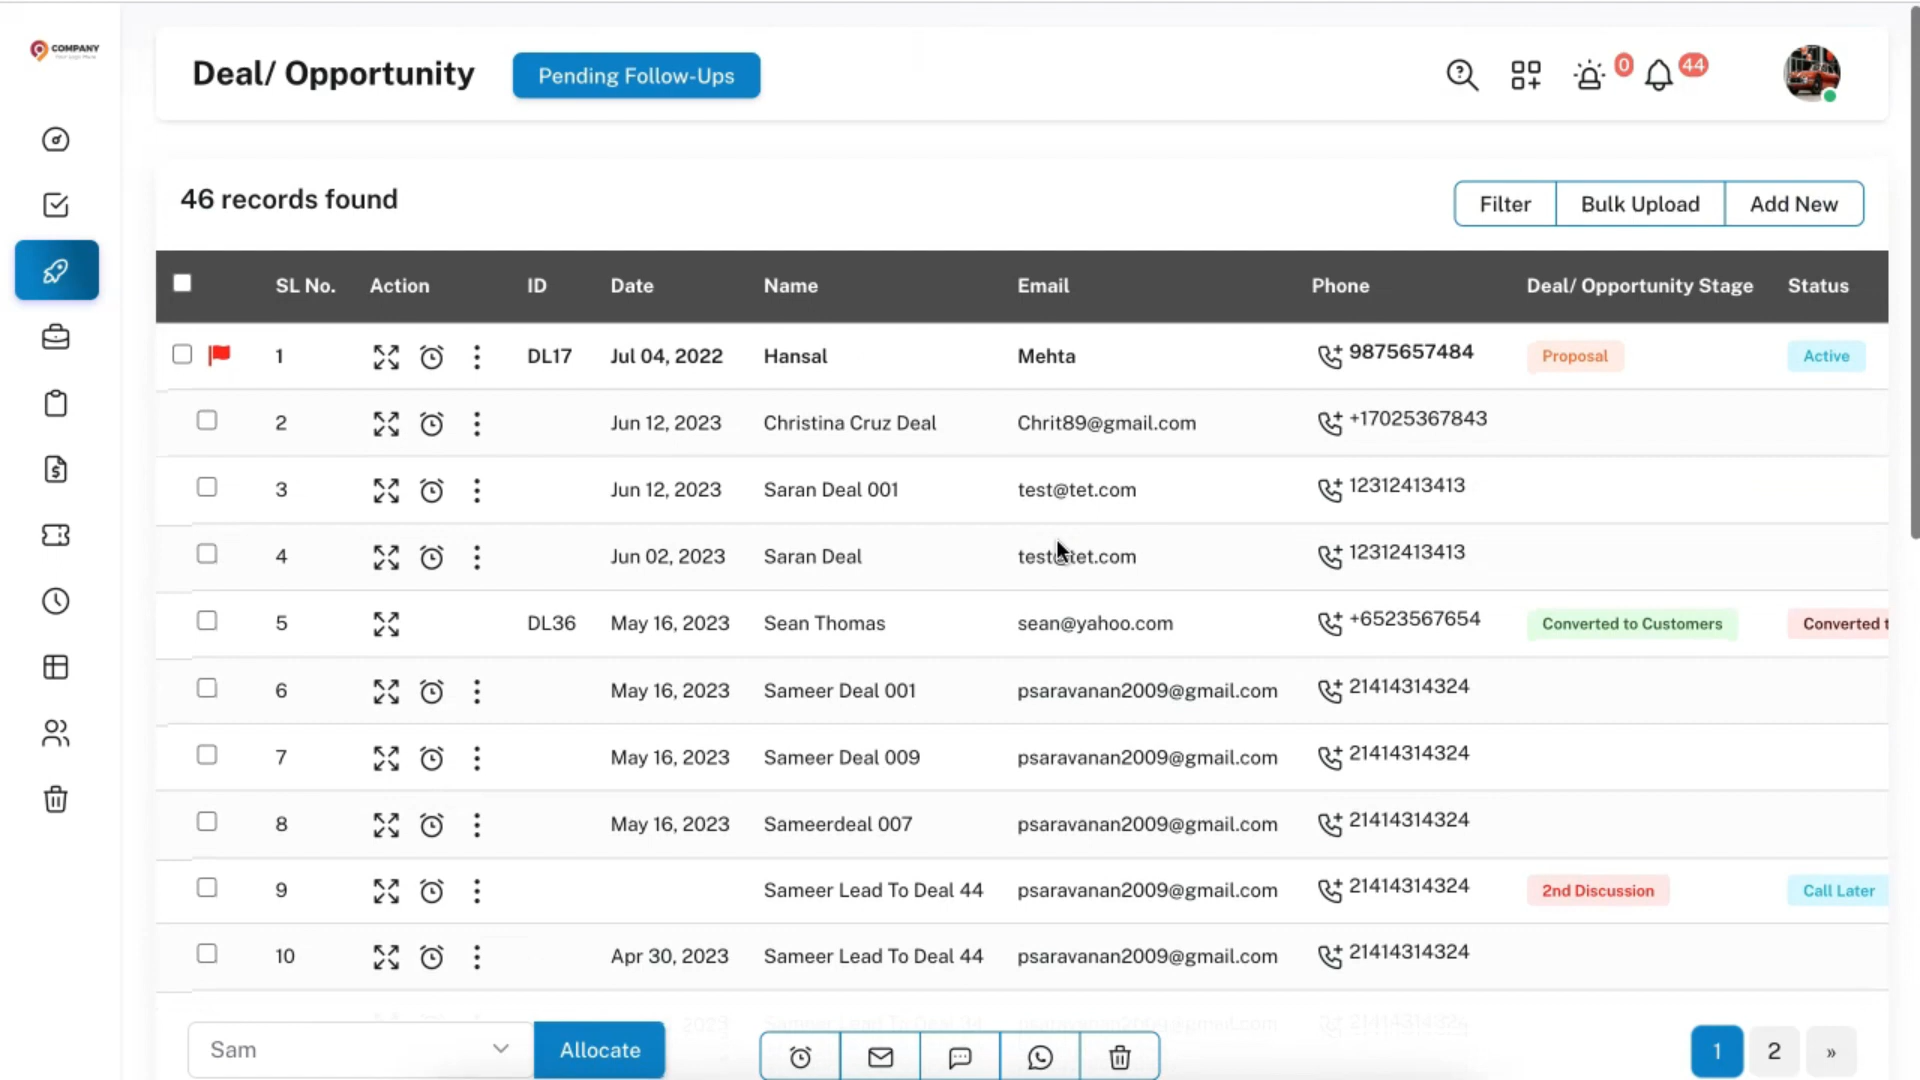 COMPANY
Deal/ Opportunity
Pending Follow-Ups
0
44
46 records found
Filter
Bulk Upload
Add New
SL No. Action ID Date Name Email Phone Deal/ Opportunity Stage Status
1 DL17 Jul 04, 2022 Hansal Mehta 9875657484 Proposal Active
2 Jun 12, 2023 Christina Cruz Deal Chrit89@gmail.com +17025367843
3 Jun 12, 2023 Saran Deal 001 test@tet.com 12312413413
4 Jun 02, 2023 Saran Deal test@tet.com 12312413413
5 DL36 May 16, 2023 Sean Thomas sean@yahoo.com +6523567654 Converted to Customers Converted t
6 May 16, 2023 Sameer Deal 001 psaravanan2009@gmail.com 21414314324
7 May 16, 2023 Sameer Deal 009 psaravanan2009@gmail.com 21414314324
8 May 16, 2023 Sameerdeal 007 psaravanan2009@gmail.com 21414314324
9 Sameer Lead To Deal 44 psaravanan2009@gmail.com 21414314324 2nd Discussion Call Later
10 Apr 30, 2023 Sameer Lead To Deal 44 psaravanan2009@gmail.com 21414314324
Sam
Allocate
1 2 »